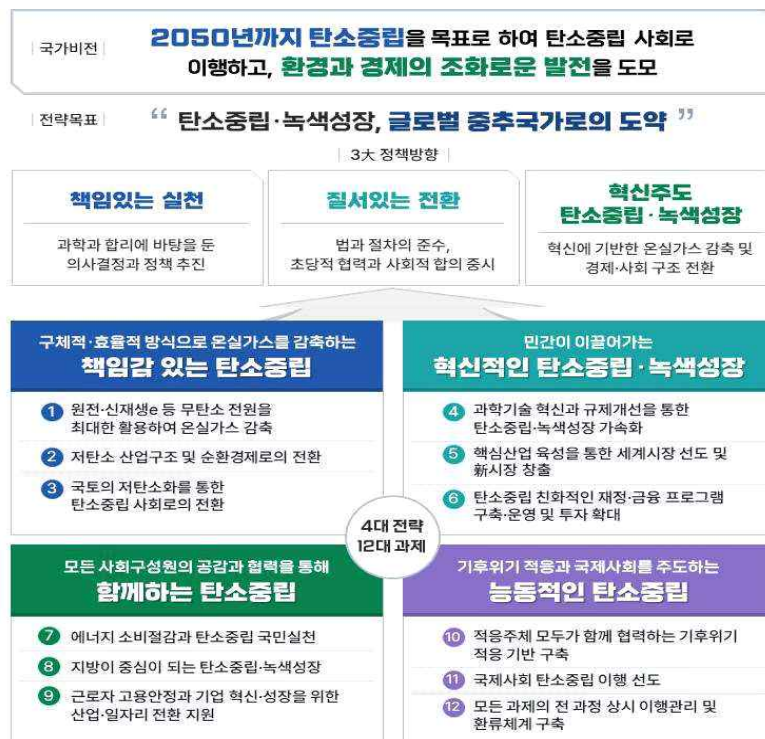 국가비전
2050년까지 탄소중립을 목표로 하여 탄소중립 사회로
이행하고, 환경과 경제의 조화로운 발전을 도모
전략목표
“ 탄소중립·녹색성장, 글로벌 중추국가로의 도약 ”
3大 정책방향
책임있는 실천
과학과 합리에 바탕을 둔
의사결정과 정책 추진
질서있는 전환
법과 절차의 준수,
초당적 협력과 사회적 합의 중시
혁신주도
탄소중립·녹색성장
혁신에 기반한 온실가스 감축 및
경제·사회 구조 전환
구체적·효율적 방식으로 온실가스를 감축하는
책임감 있는 탄소중립
1 원전·신재생e 등 무탄소 전원을
최대한 활용하여 온실가스 감축
2 저탄소 산업구조 및 순환경제로의 전환
3 국토의 저탄소화를 통한
탄소중립 사회로의 전환
민간이 이끌어가는
혁신적인 탄소중립·녹색성장
4 과학기술 혁신과 규제개선을 통한
탄소중립·녹색성장 가속화
5 핵심산업 육성을 통한 세계시장 선도 및
新시장 창출
6 탄소중립 친화적인 재정·금융 프로그램
구축·운영 및 투자 확대
4대 전략
12대 과제
모든 사회구성원의 공감과 협력을 통해
함께하는 탄소중립
7 에너지 소비절감과 탄소중립 국민실천
8 지방이 중심이 되는 탄소중립·녹색성장
9 근로자 고용안정과 기업 혁신·성장을 위한
산업·일자리 전환 지원
기후위기 적응과 국제사회를 주도하는
능동적인 탄소중립
10 적응주체 모두가 함께 협력하는 기후위기
적응 기반 구축
11 국제사회 탄소중립 이행 선도
12 모든 과제의 전 과정 상시 이행관리 및
환류체계 구축